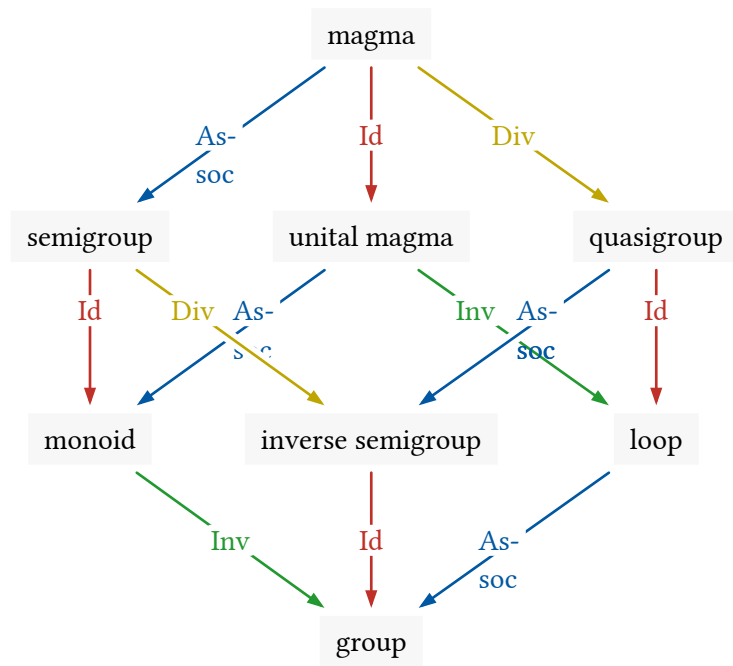 magma
As-
soc
Id
Div
semigroup
unital magma
quasigroup
Id
Div
As-
soc
Inv
As-
soc
Id
monoid
inverse semigroup
loop
Inv
Id
As-
soc
group